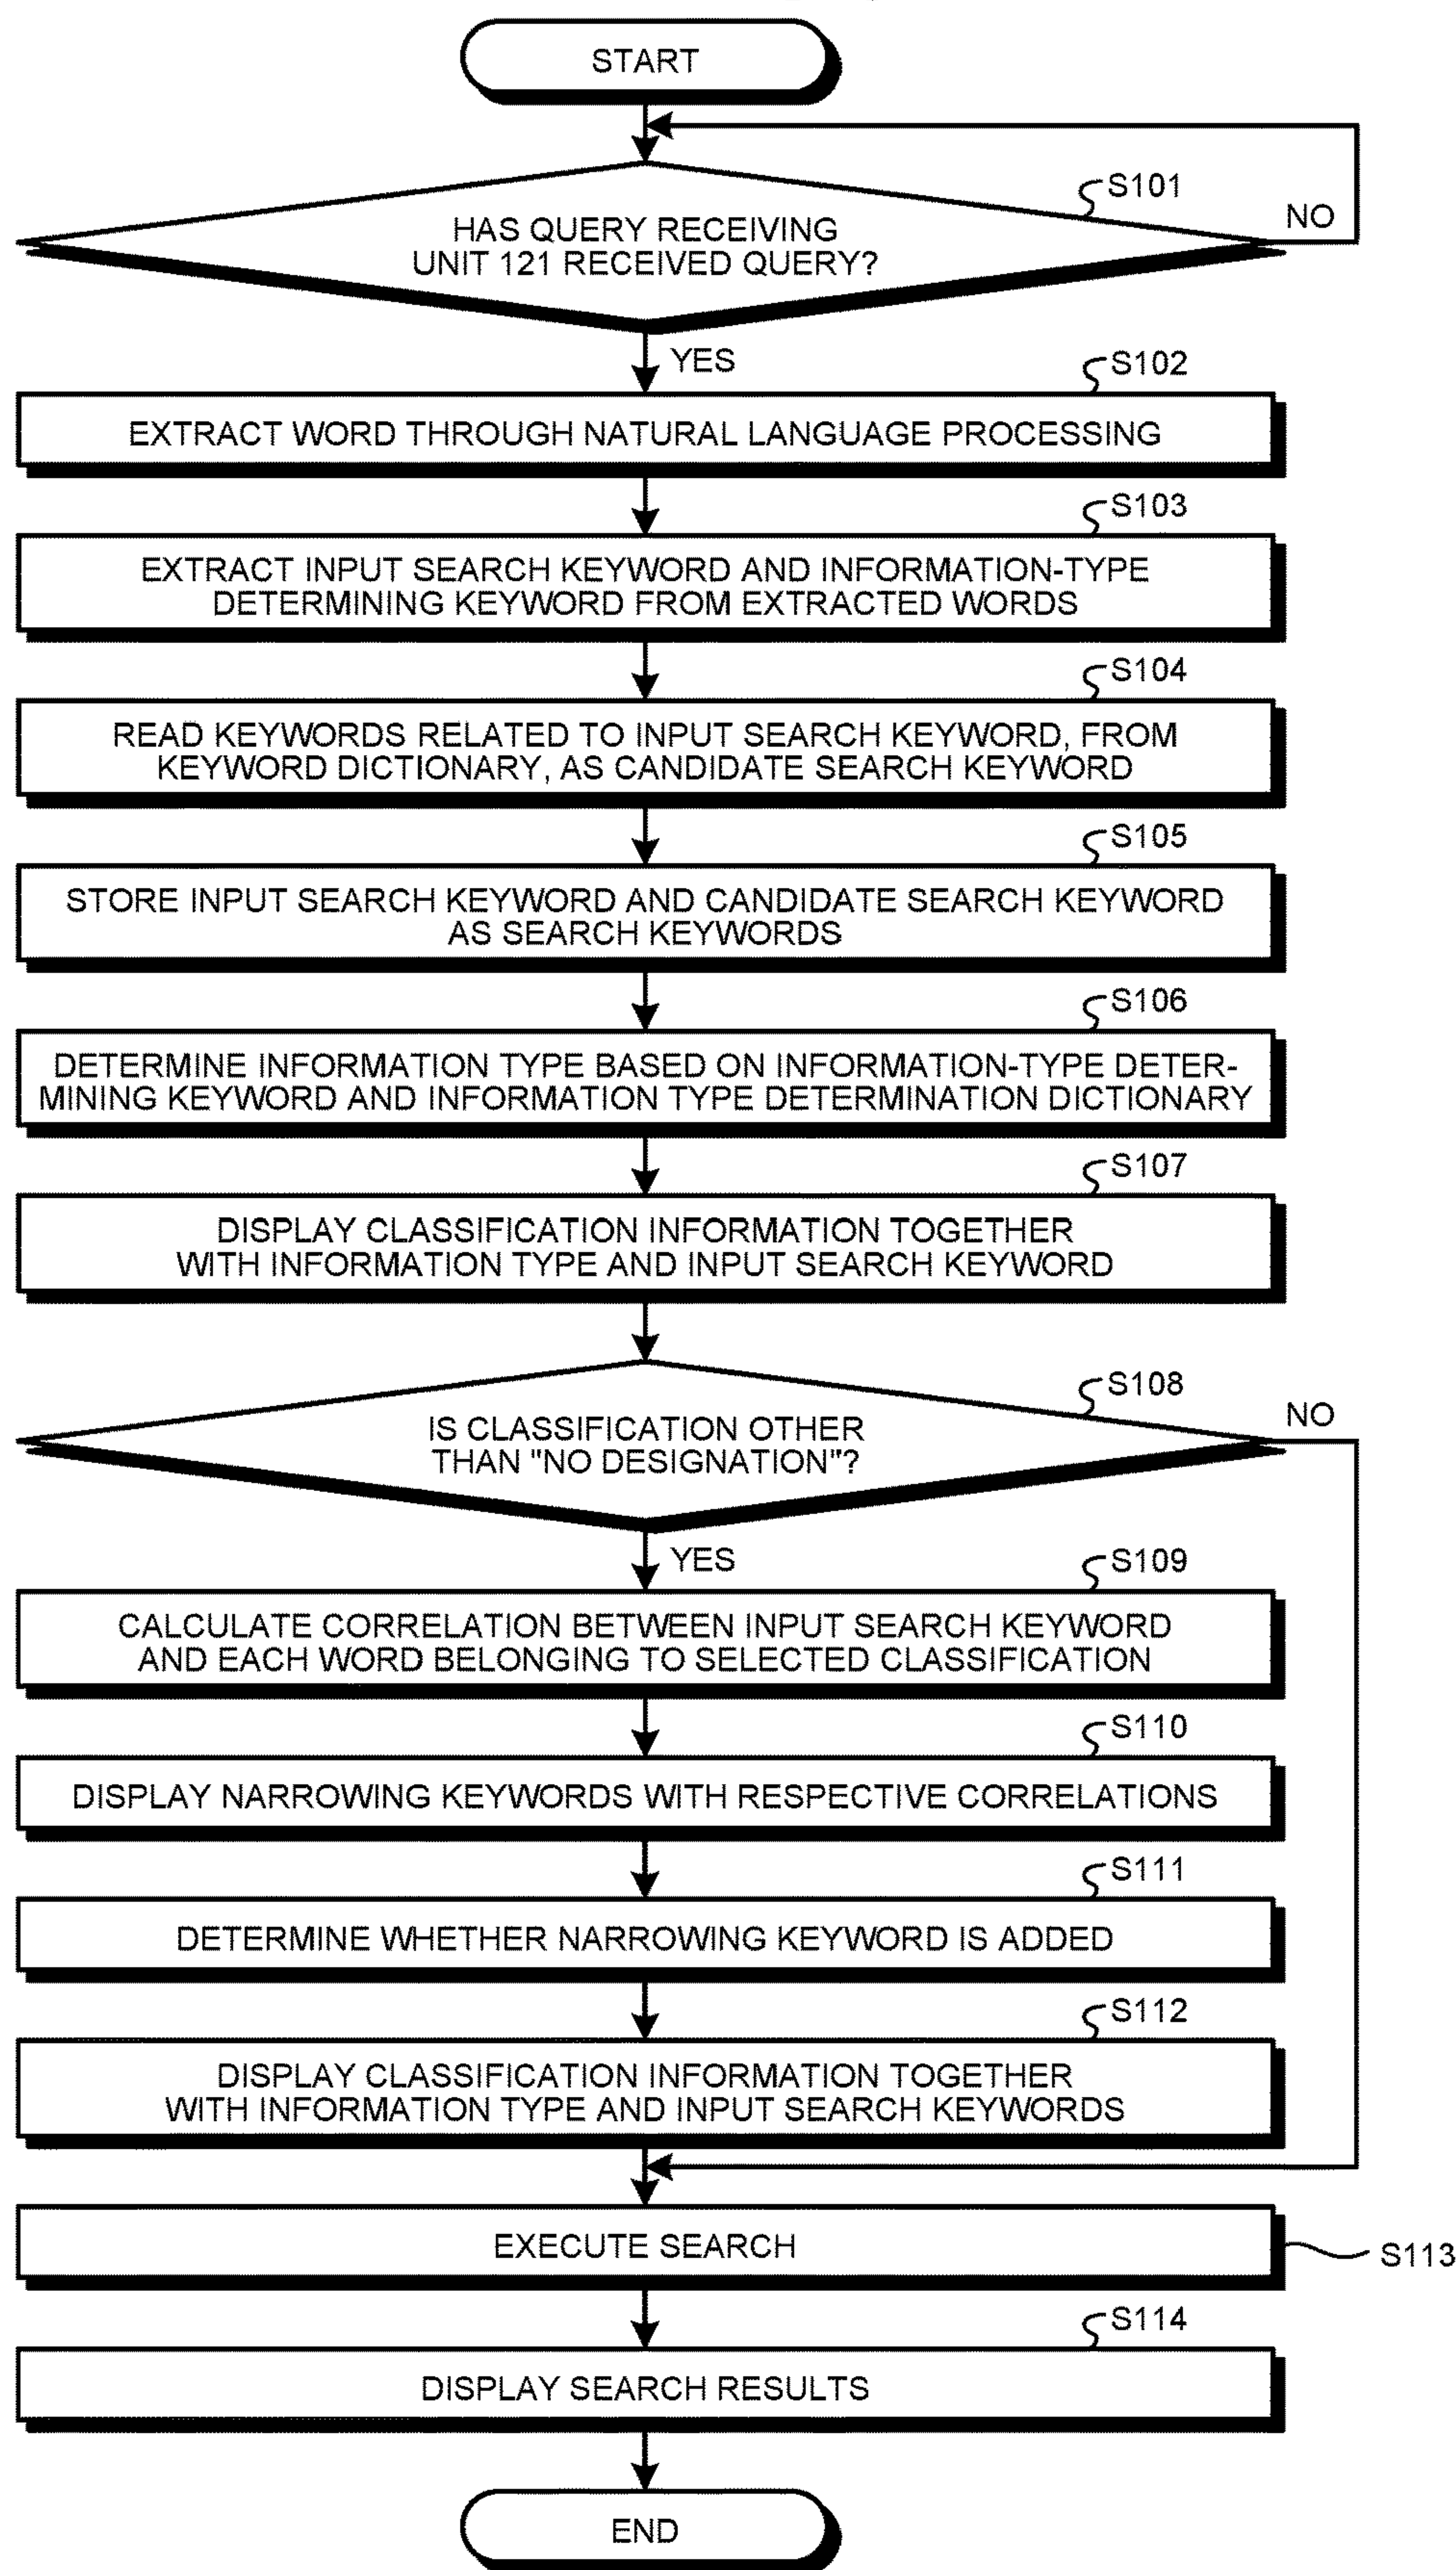 START
S101
NO
HAS QUERY RECEIVING
UNIT 121 RECEIVED QUERY?
YES
S102
EXTRACT WORD THROUGH NATURAL LANGUAGE PROCESSING
S103
EXTRACT INPUT SEARCH KEYWORD AND INFORMATION-TYPE
DETERMINING KEYWORD FROM EXTRACTED WORDS
S104
READ KEYWORDS RELATED TO INPUT SEARCH KEYWORD, FROM
KEYWORD DICTIONARY, AS CANDIDATE SEARCH KEYWORD
S105
STORE INPUT SEARCH KEYWORD AND CANDIDATE SEARCH KEYWORD
AS SEARCH KEYWORDS
S106
DETERMINE INFORMATION TYPE BASED ON INFORMATION-TYPE DETER-
MINING KEYWORD AND INFORMATION TYPE DETERMINATION DICTIONARY
S107
DISPLAY CLASSIFICATION INFORMATION TOGETHER
WITH INFORMATION TYPE AND INPUT SEARCH KEYWORD
S108
NO
IS CLASSIFICATION OTHER
THAN "NO DESIGNATION"?
YES
S109
CALCULATE CORRELATION BETWEEN INPUT SEARCH KEYWORD
AND EACH WORD BELONGING TO SELECTED CLASSIFICATION
S110
DISPLAY NARROWING KEYWORDS WITH RESPECTIVE CORRELATIONS
S111
DETERMINE WHETHER NARROWING KEYWORD IS ADDED
S112
DISPLAY CLASSIFICATION INFORMATION TOGETHER
WITH INFORMATION TYPE AND INPUT SEARCH KEYWORDS
EXECUTE SEARCH
S113
S114
DISPLAY SEARCH RESULTS
END